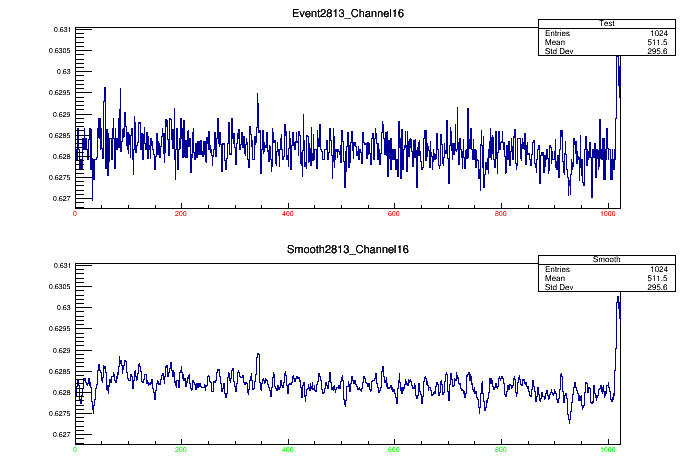 Event2813_Channel16
Test
Entries 1024
Mean 511.5
Std Dev 295.6
0.631
0.6305
0.63
0.6295
0.629
0.6285
0.628
0.6275
0.627
0 200 400 600 800 1000
Smooth2813_Channel16
Smooth
Entries 1024
Mean 511.5
Std Dev 295.6
0.631
0.6305
0.63
0.6295
0.629
0.6285
0.628
0.6275
0.627
0 200 400 600 800 1000